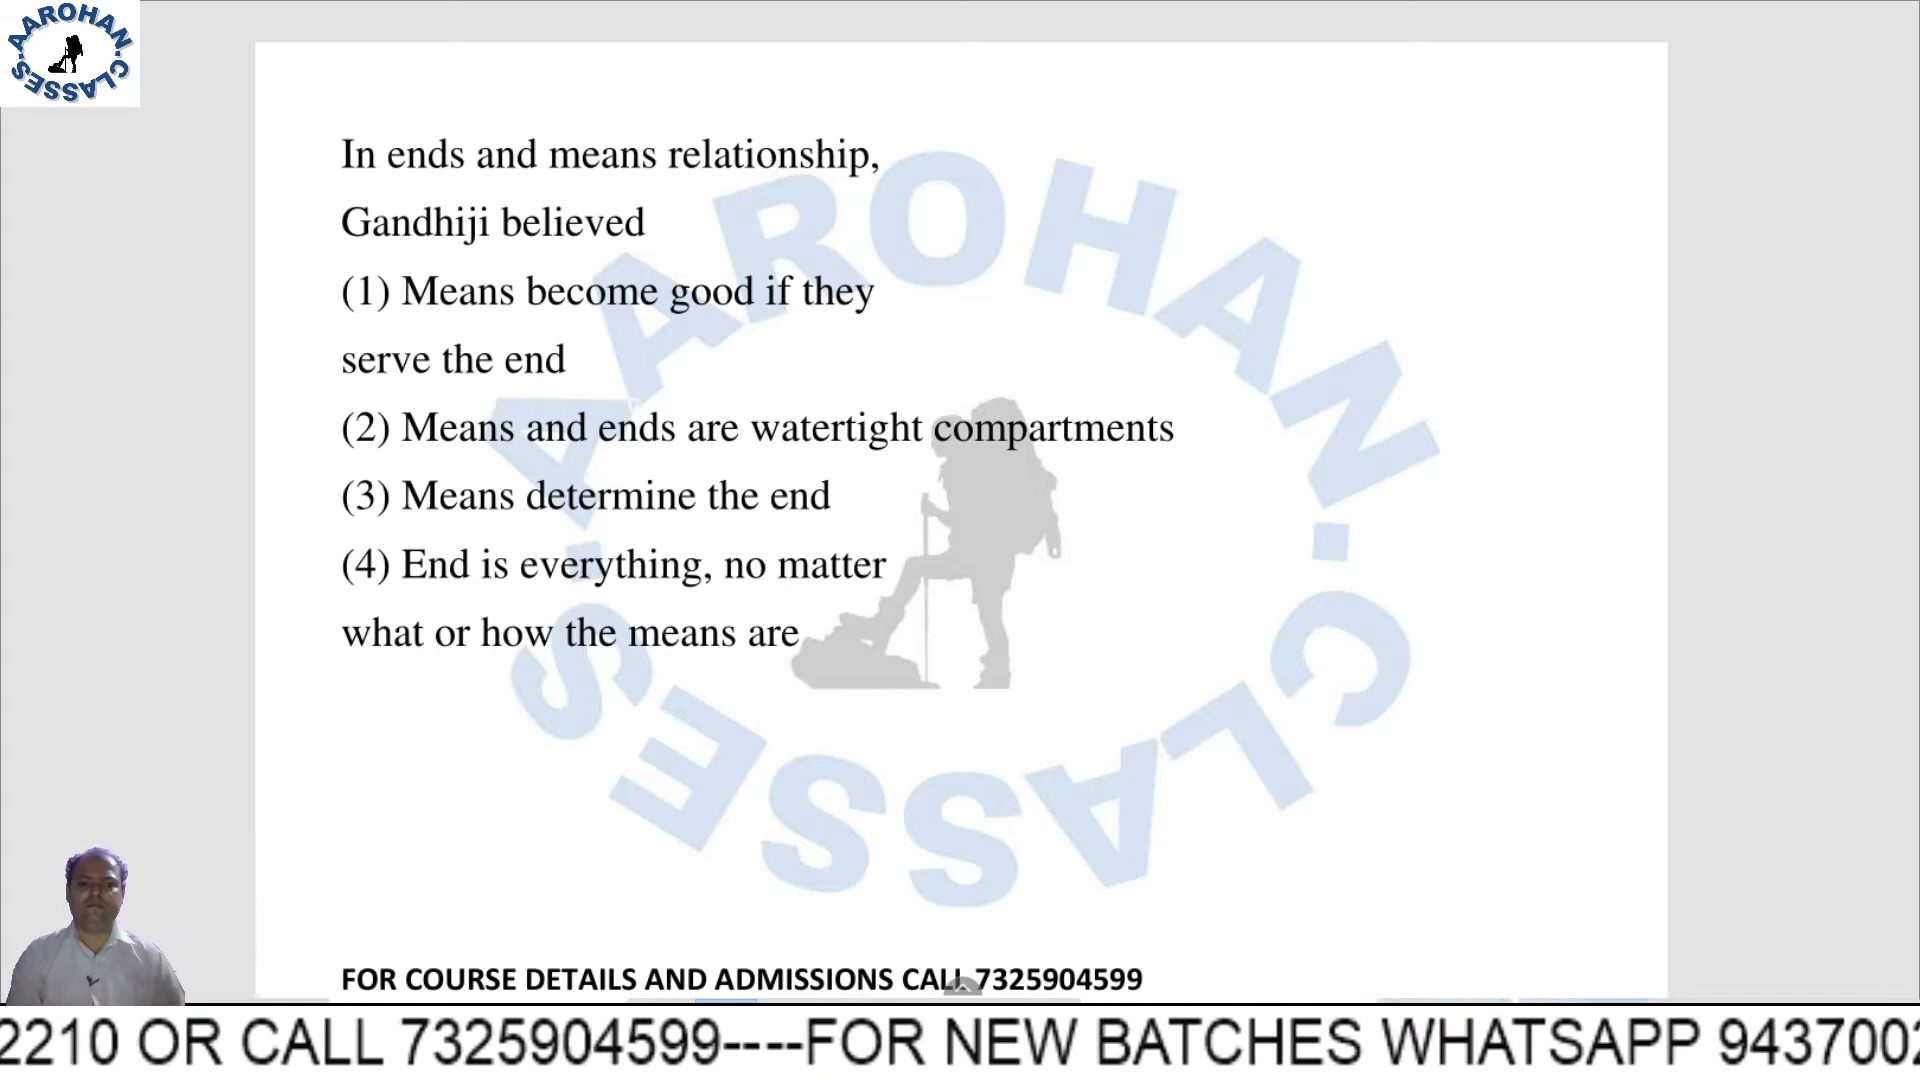 AAROHAN.CLASSES.
In ends and means relationship,
Gandhiji believed
(1) Means become good if they
serve the end
(2) Means and ends are watertight compartments
(3) Means determine the end
(4) End is everything, no matter
what or how the means are
AAROHAN.CLASSES.
FOR COURSE DETAILS AND ADMISSIONS CALL 7325904599
2210 OR CALL 7325904599----FOR NEW BATCHES WHATSAPP 943700